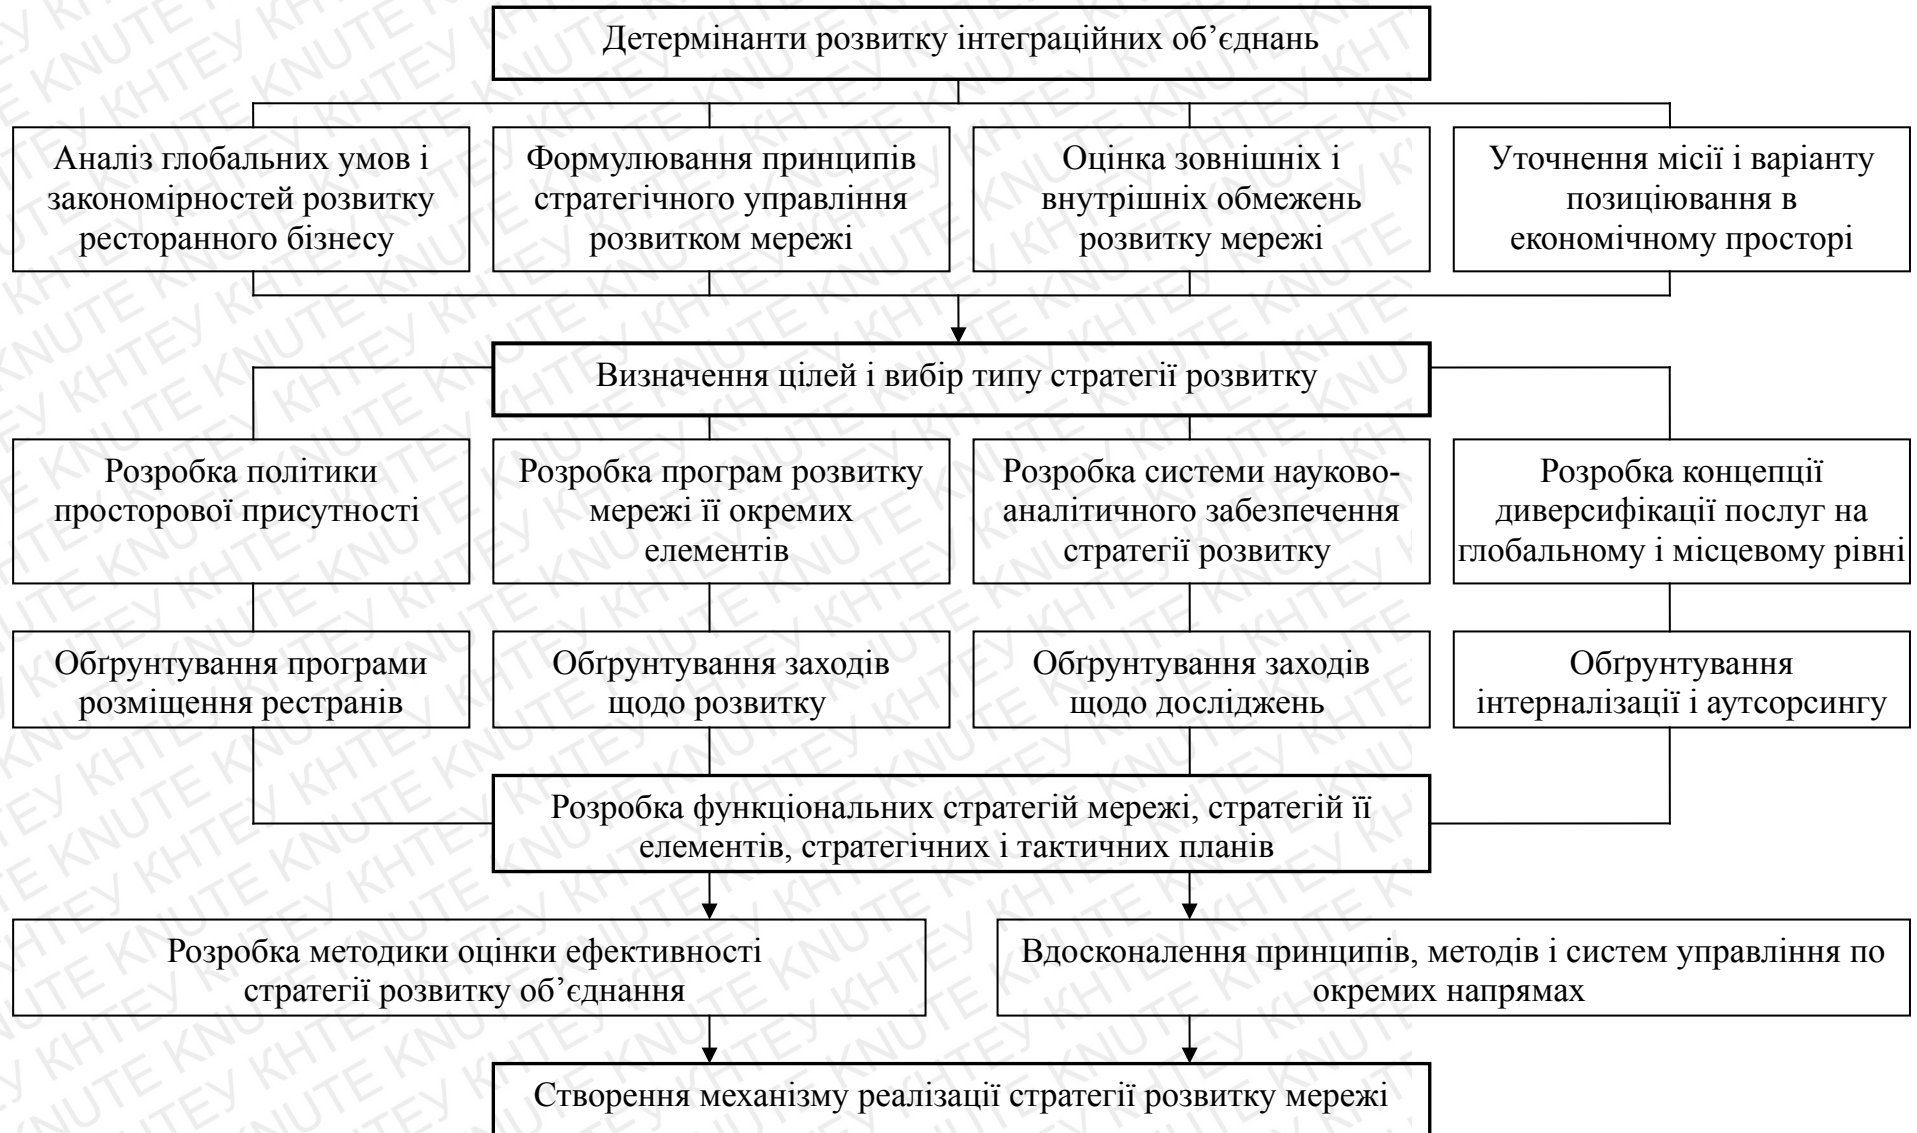 Детермінанти розвитку інтеграційних об’єднань
Аналіз глобальних умов і
закономірностей розвитку
ресторанного бізнесу
Формулювання принципів
стратегічного управління
розвитком мережі
Оцінка зовнішніх і
внутрішніх обмежень
розвитку мережі
Уточнення місії і варіанту
позиціювання в
економічному просторі
Визначення цілей і вибір типу стратегії розвитку
Розробка політики
просторової присутності
Розробка програм розвитку
мережі її окремих
елементів
Розробка системи науково-
аналітичного забезпечення
стратегії розвитку
Розробка концепції
диверсифікації послуг на
глобальному і місцевому рівні
Обґрунтування програми
розміщення рестранів
Обґрунтування заходів
щодо розвитку
Обґрунтування заходів
щодо досліджень
Обґрунтування
інтерналізації і аутсорсингу
Розробка функціональних стратегій мережі, стратегій її
елементів, стратегічних і тактичних планів
Розробка методики оцінки ефективності
стратегії розвитку об’єднання
Вдосконалення принципів, методів і систем управління по
окремих напрямах
Створення механізму реалізації стратегії розвитку мережі